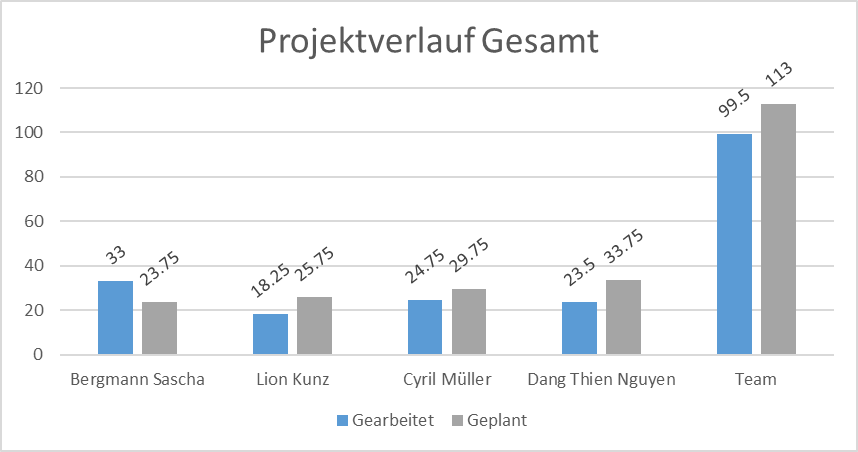 Projektverlauf Gesamt
120
100
80
60
40
20
0
33
23.75
18.25
25.75
24.75
29.75
23.5
33.75
99.5
113
Bergmann Sascha
Lion Kunz
Cyril Müller
Dang Thien Nguyen
Team
Gearbeitet
Geplant